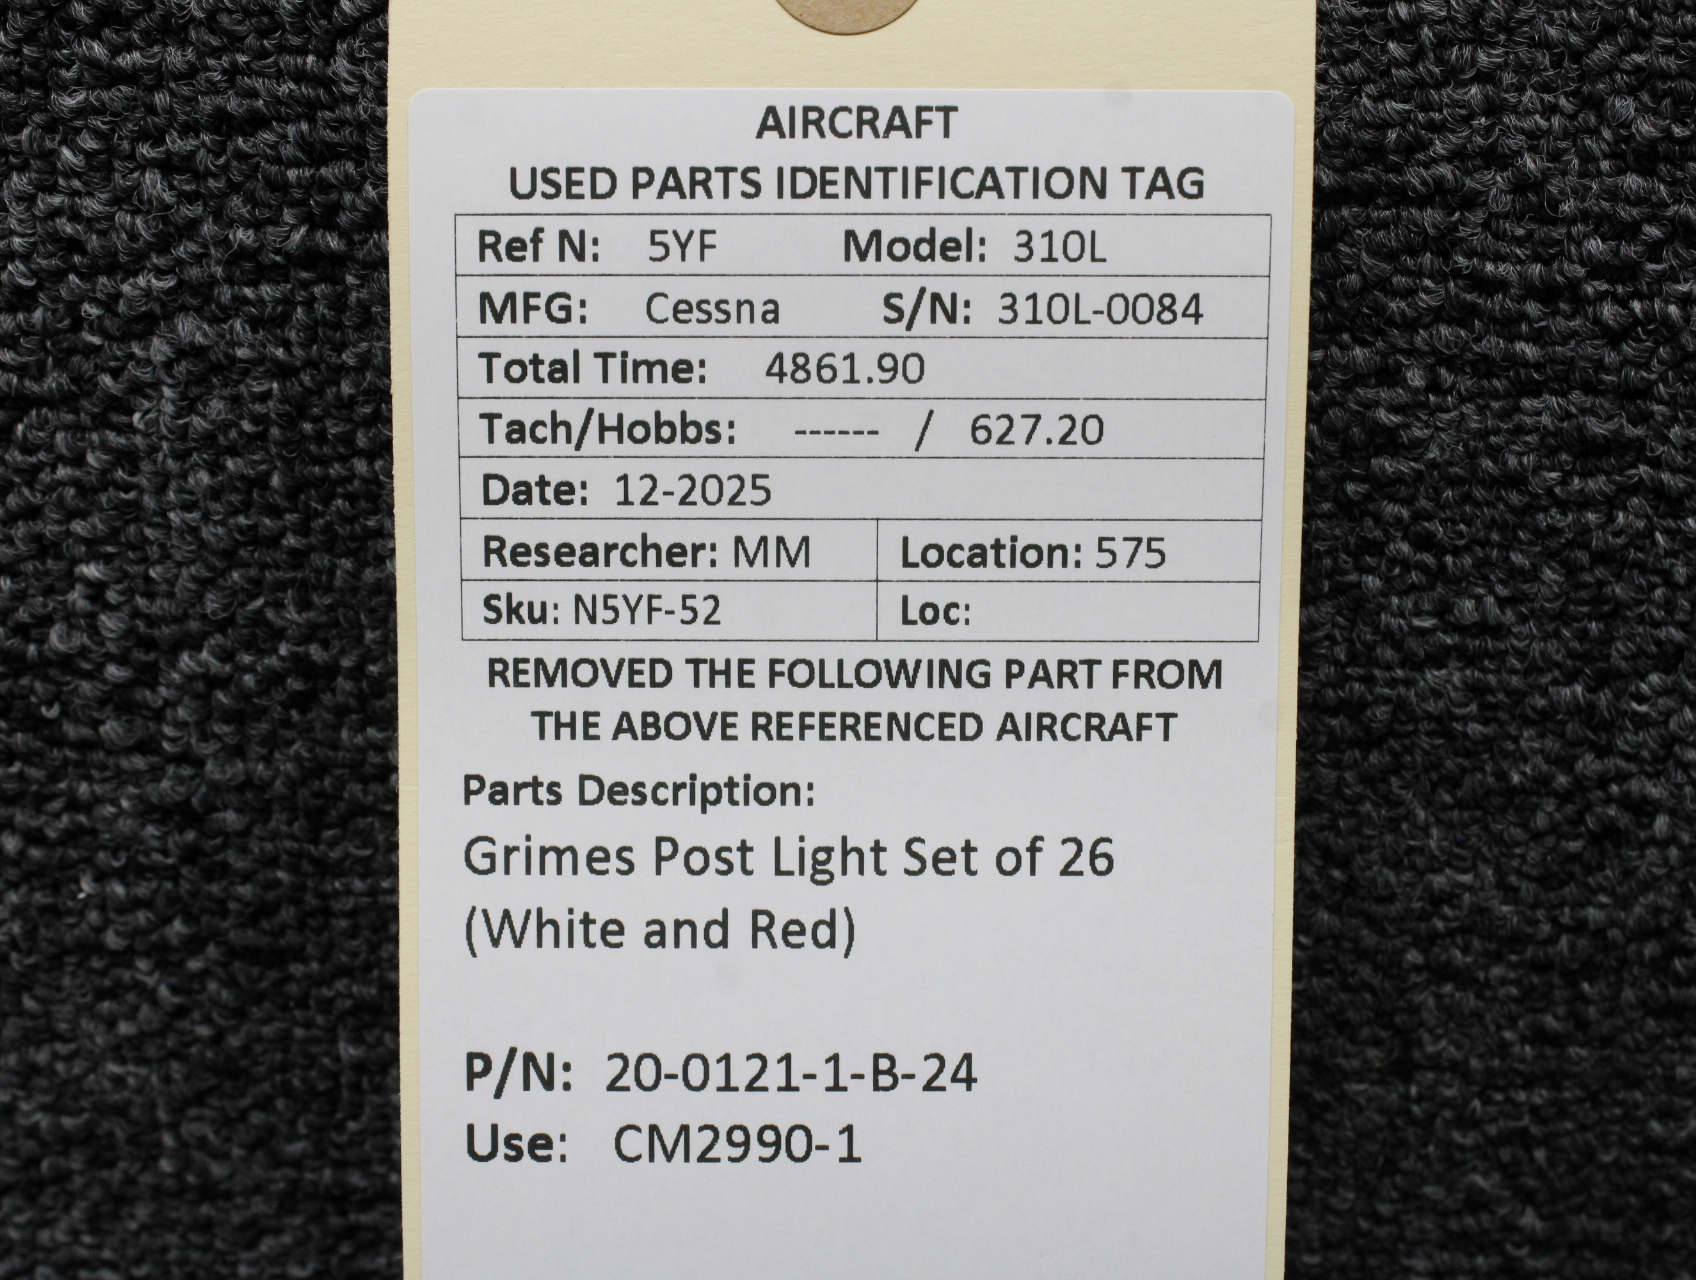 AIRCRAFT
USED PARTS IDENTIFICATION TAG
Ref N: 5YF Model: 310L
MFG: Cessna S/N: 310L-0084
Total Time: 4861.90
Tach/Hobbs: ------ / 627.20
Date: 12-2025
Researcher: MM Location: 575
Sku: N5YF-52 Loc:
REMOVED THE FOLLOWING PART FROM
THE ABOVE REFERENCED AIRCRAFT
Parts Description:
Grimes Post Light Set of 26
(White and Red)
P/N: 20-0121-1-B-24
Use: CM2990-1